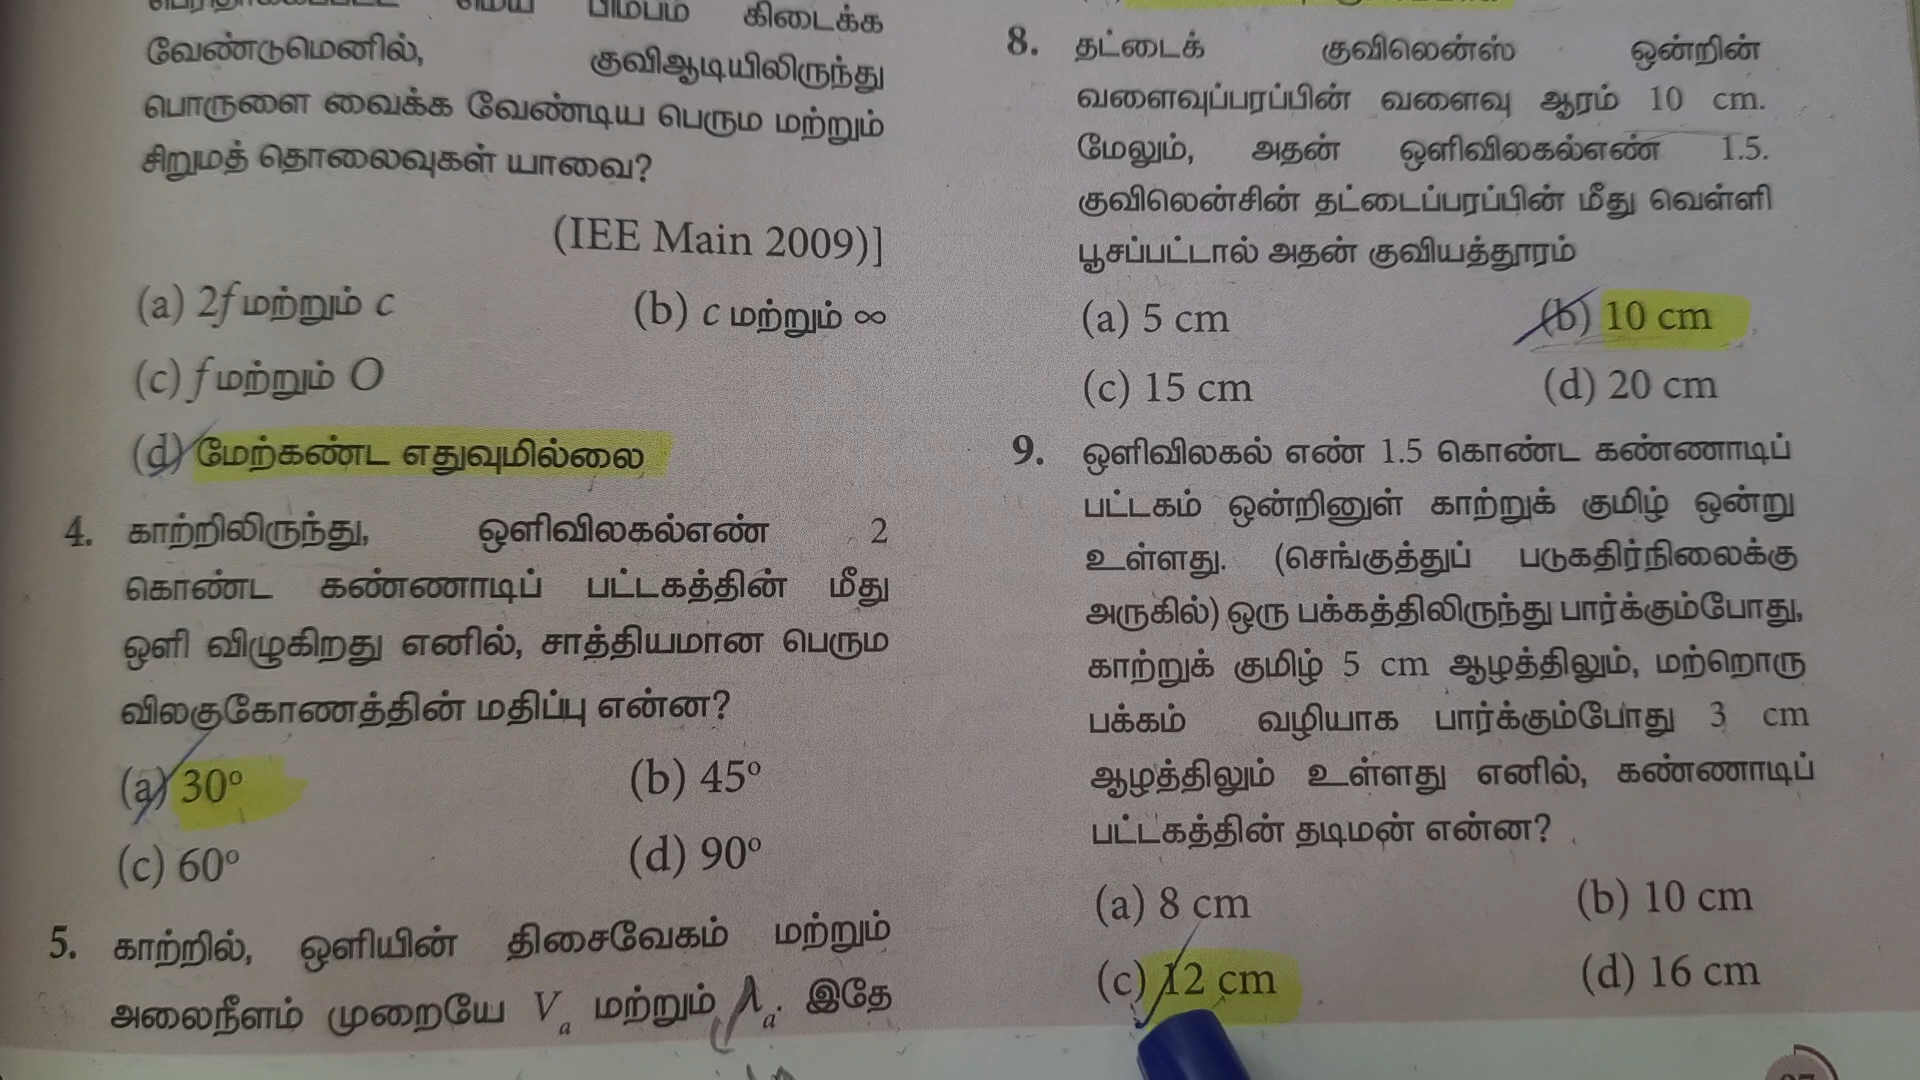 கிடைக்க
வேண்டுமெனில், குவிஆடியிலிருந்து
பொருளை வைக்க வேண்டிய பெரும மற்றும்
சிறுமத் தொலைவுகள் யாவை?
(IEE Main 2009)]
(a) 2f மற்றும் c (b) c மற்றும் ∞
(c) f மற்றும் O
(d) மேற்கண்ட எதுவுமில்லை
4. காற்றிலிருந்து, ஒளிவிலகல்எண் 2
கொண்ட கண்ணாடிப் பட்டகத்தின் மீது
ஒளி விழுகிறது எனில், சாத்தியமான பெரும
விலகுகோணத்தின் மதிப்பு என்ன?
(a) 30° (b) 45°
(c) 60° (d) 90°
5. காற்றில், ஒளியின் திசைவேகம் மற்றும்
அலைநீளம் முறையே Va மற்றும் λa. இதே
8. தட்டைக் குவிலென்ஸ் ஒன்றின்
வளைவுப்பரப்பின் வளைவு ஆரம் 10 cm.
மேலும், அதன் ஒளிவிலகல்எண் 1.5.
குவிலென்சின் தட்டைப்பரப்பின் மீது வெள்ளி
பூசப்பட்டால் அதன் குவியத்தூரம்
(a) 5 cm (b) 10 cm
(c) 15 cm (d) 20 cm
9. ஒளிவிலகல் எண் 1.5 கொண்ட கண்ணாடிப்
பட்டகம் ஒன்றினுள் காற்றுக் குமிழ் ஒன்று
உள்ளது. (செங்குத்துப் படுகதிர்நிலைக்கு
அருகில்) ஒரு பக்கத்திலிருந்து பார்க்கும்போது,
காற்றுக் குமிழ் 5 cm ஆழத்திலும், மற்றொரு
பக்கம் வழியாக பார்க்கும்போது 3 cm
ஆழத்திலும் உள்ளது எனில், கண்ணாடிப்
பட்டகத்தின் தடிமன் என்ன?
(a) 8 cm (b) 10 cm
(c) 12 cm (d) 16 cm